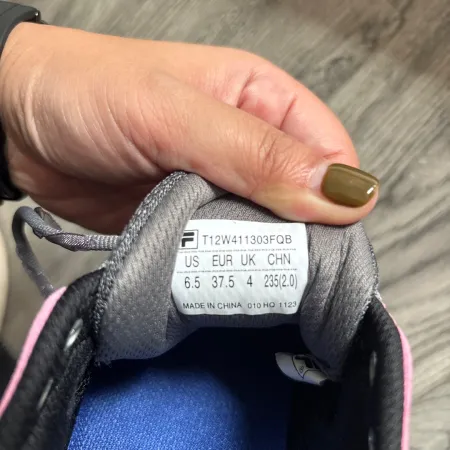 F T12W411303FQB
US EUR UK CHN
6.5 37.5 4 235(2.0)
MADE IN CHINA 010 HQ 1123